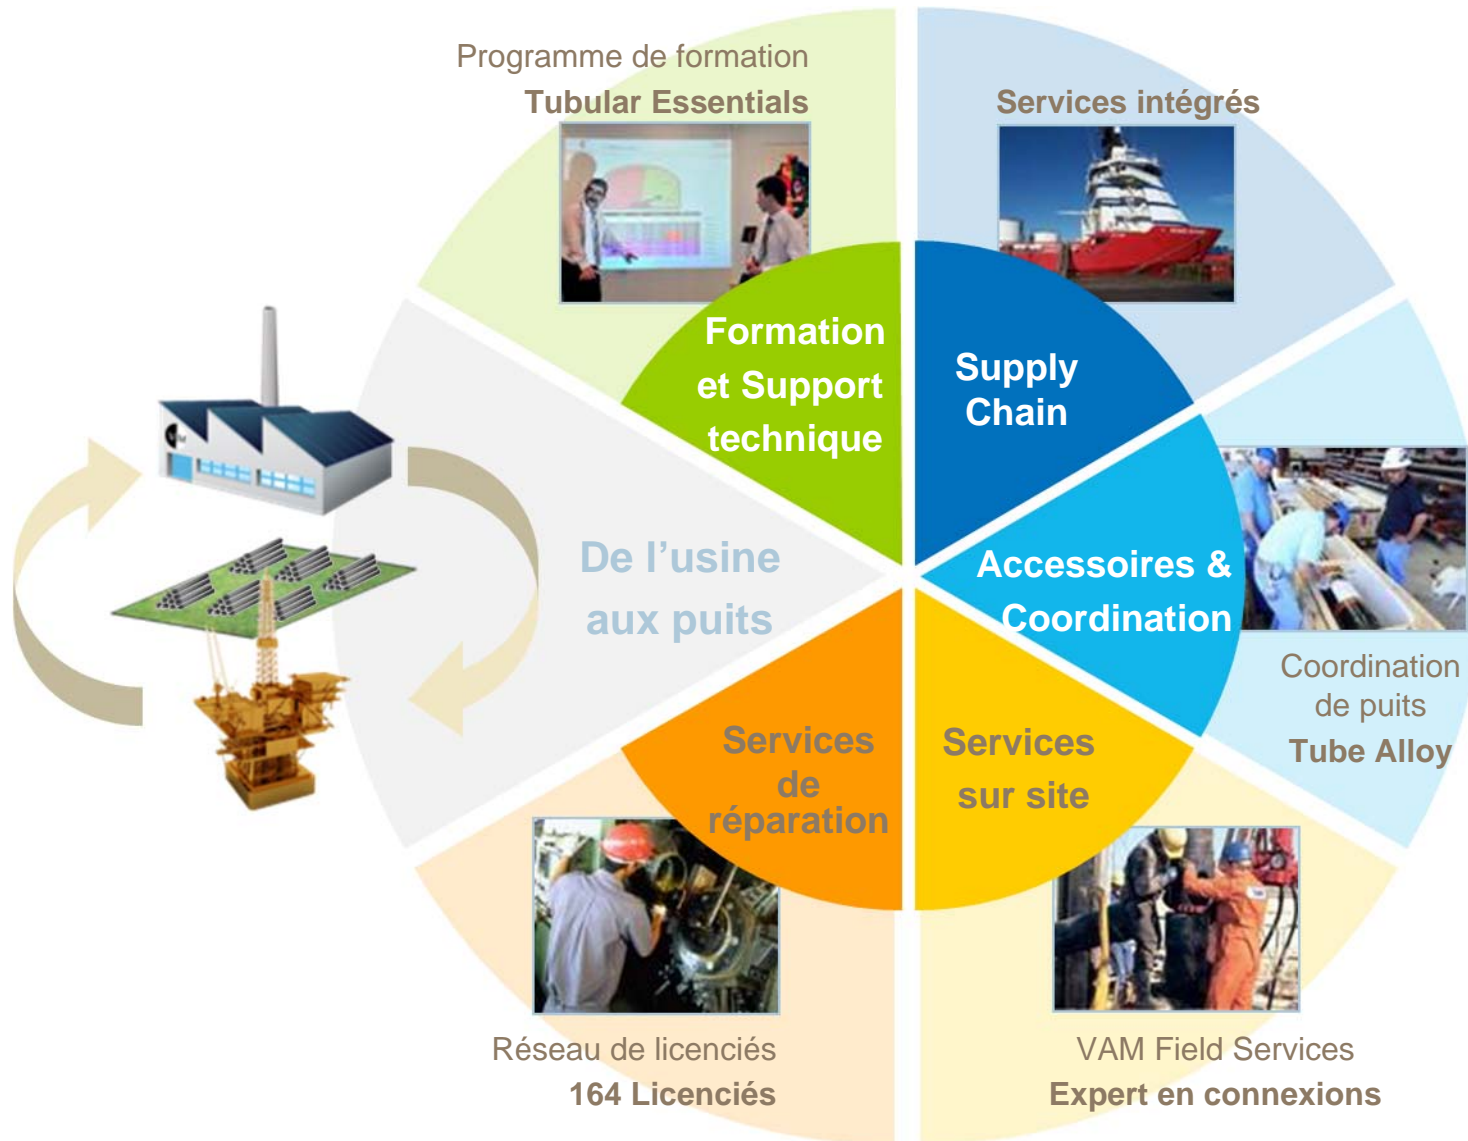 Programme de formation
Tubular Essentials
Services intégrés
Formation
et Support
technique
Supply
Chain
De l’usine
aux puits
Accessoires &
Coordination
Coordination
de puits
Tube Alloy
Services
de
réparation
Services
sur site
Réseau de licenciés
164 Licenciés
VAM Field Services
Expert en connexions